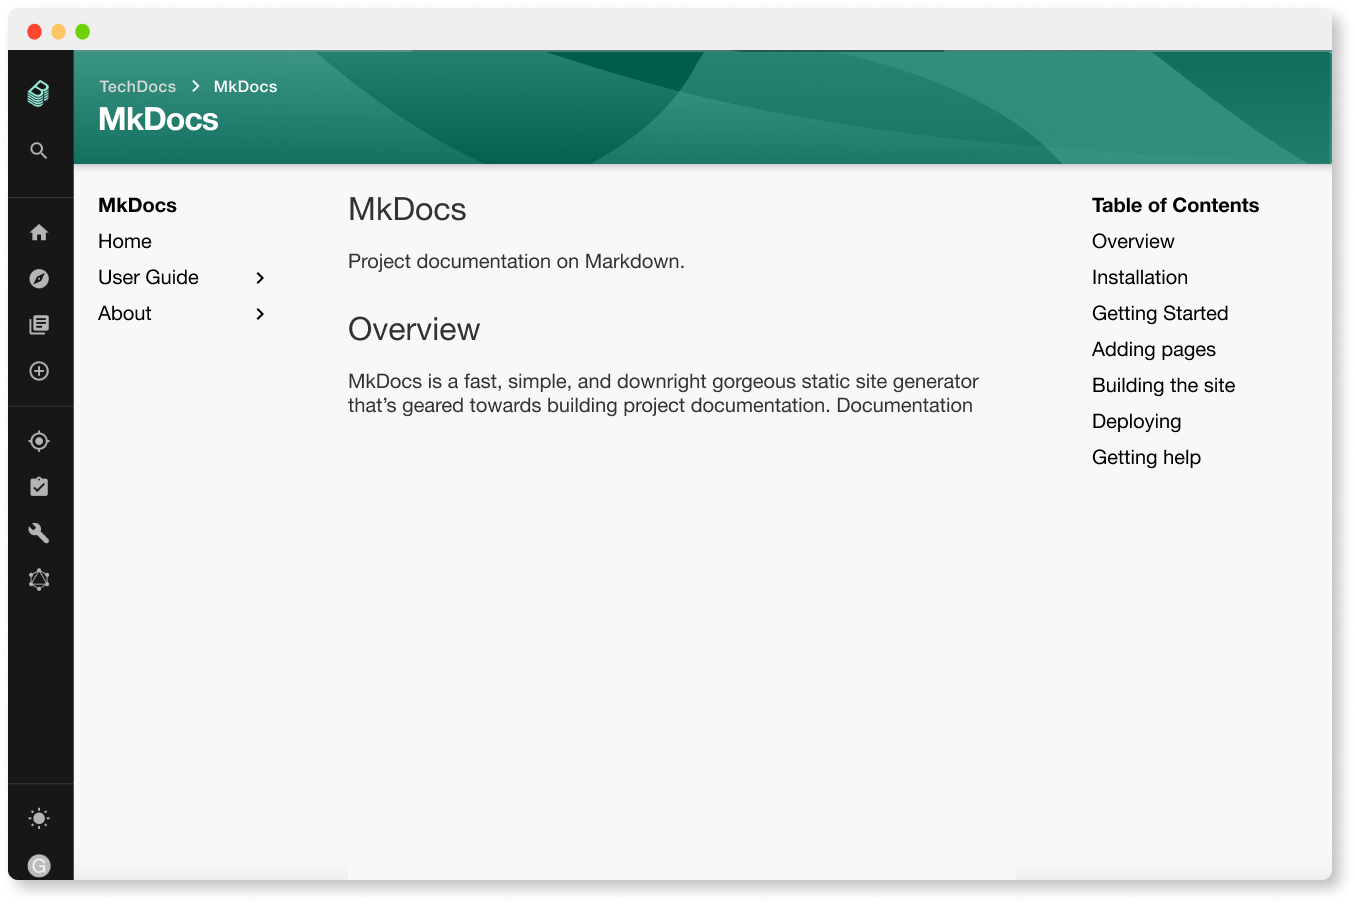 TechDocs > MkDocs
MkDocs
MkDocs
Home
User Guide
About
MkDocs
Project documentation on Markdown.
Overview
MkDocs is a fast, simple, and downright gorgeous static site generator
that’s geared towards building project documentation. Documentation
Table of Contents
Overview
Installation
Getting Started
Adding pages
Building the site
Deploying
Getting help
G